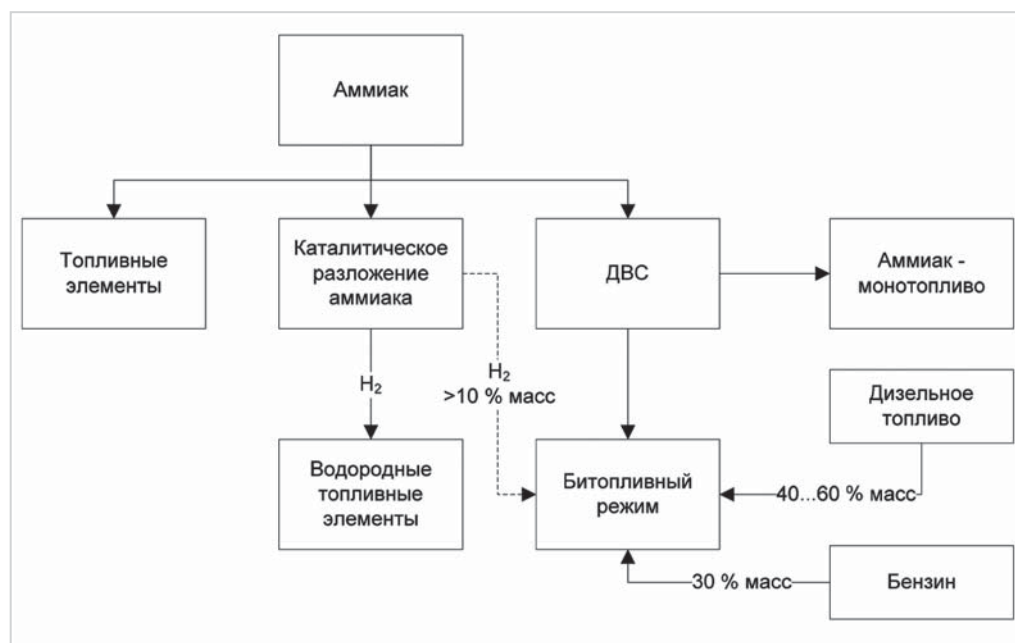 Аммиак
Топливные
элементы
Каталитическое
разложение
аммиака
ДВС
Аммиак -
монотопливо
H₂
H₂
>10 % масс
Дизельное
топливо
Водородные
топливные
элементы
Битопливный
режим
40...60 % масс
30 % масс
Бензин